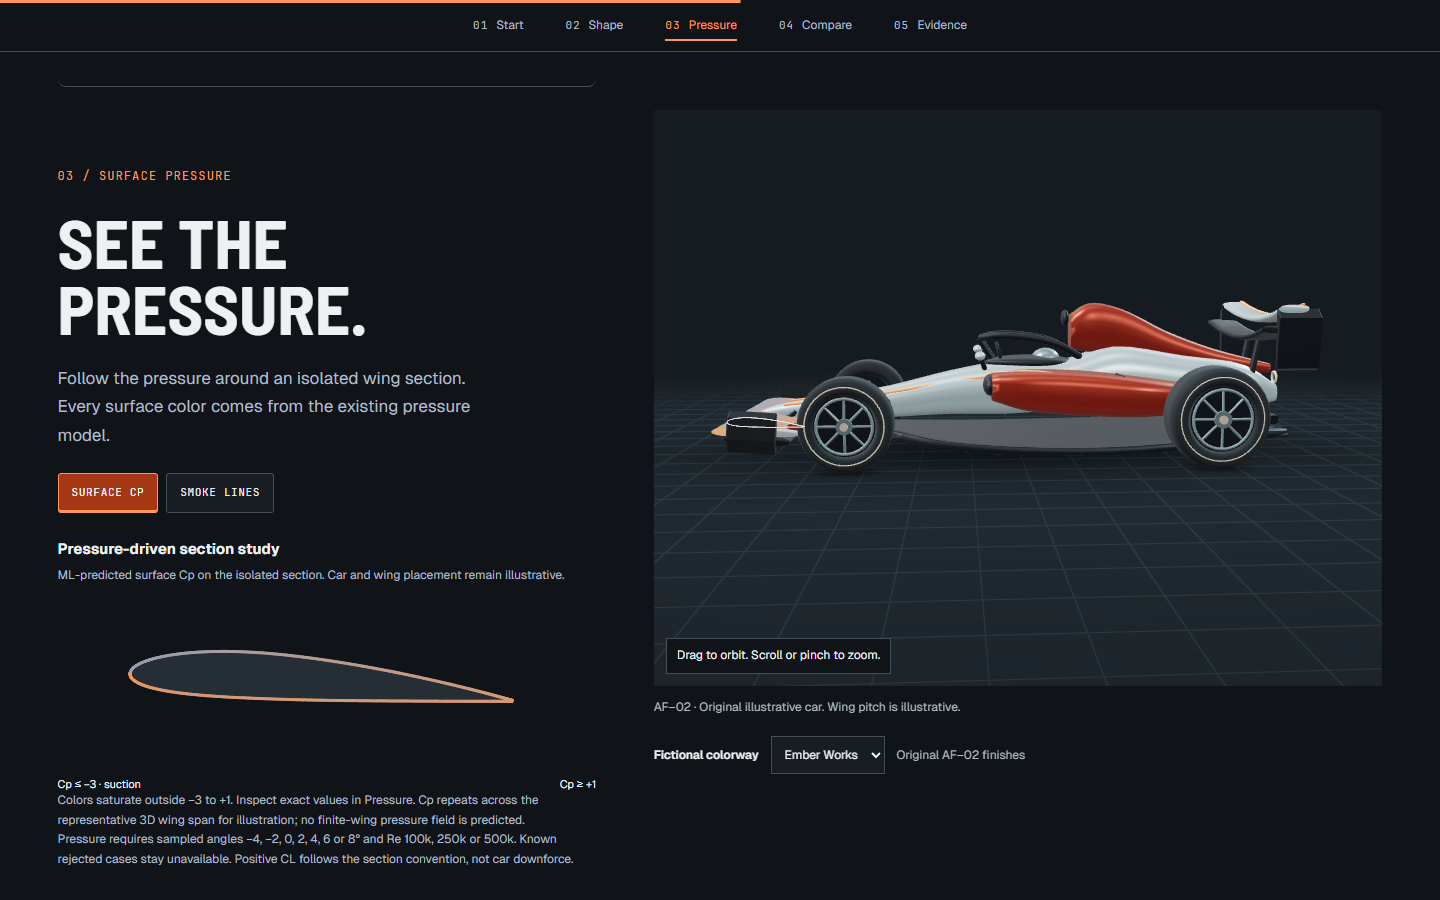 01 Start
02 Shape
03 Pressure
04 Compare
05 Evidence
03 / SURFACE PRESSURE
SEE THE
PRESSURE.
Follow the pressure around an isolated wing section.
Every surface color comes from the existing pressure
model.
SURFACE CP
SMOKE LINES
Pressure-driven section study
ML-predicted surface Cp on the isolated section. Car and wing placement remain illustrative.
Cp ≤ −3 · suction
Cp ≥ +1
Colors saturate outside −3 to +1. Inspect exact values in Pressure. Cp repeats across the
representative 3D wing span for illustration; no finite-wing pressure field is predicted.
Pressure requires sampled angles −4, −2, 0, 2, 4, 6 or 8° and Re 100k, 250k or 500k. Known
rejected cases stay unavailable. Positive CL follows the section convention, not car downforce.
Drag to orbit. Scroll or pinch to zoom.
AF–02 · Original illustrative car. Wing pitch is illustrative.
Fictional colorway
Ember Works
Original AF–02 finishes